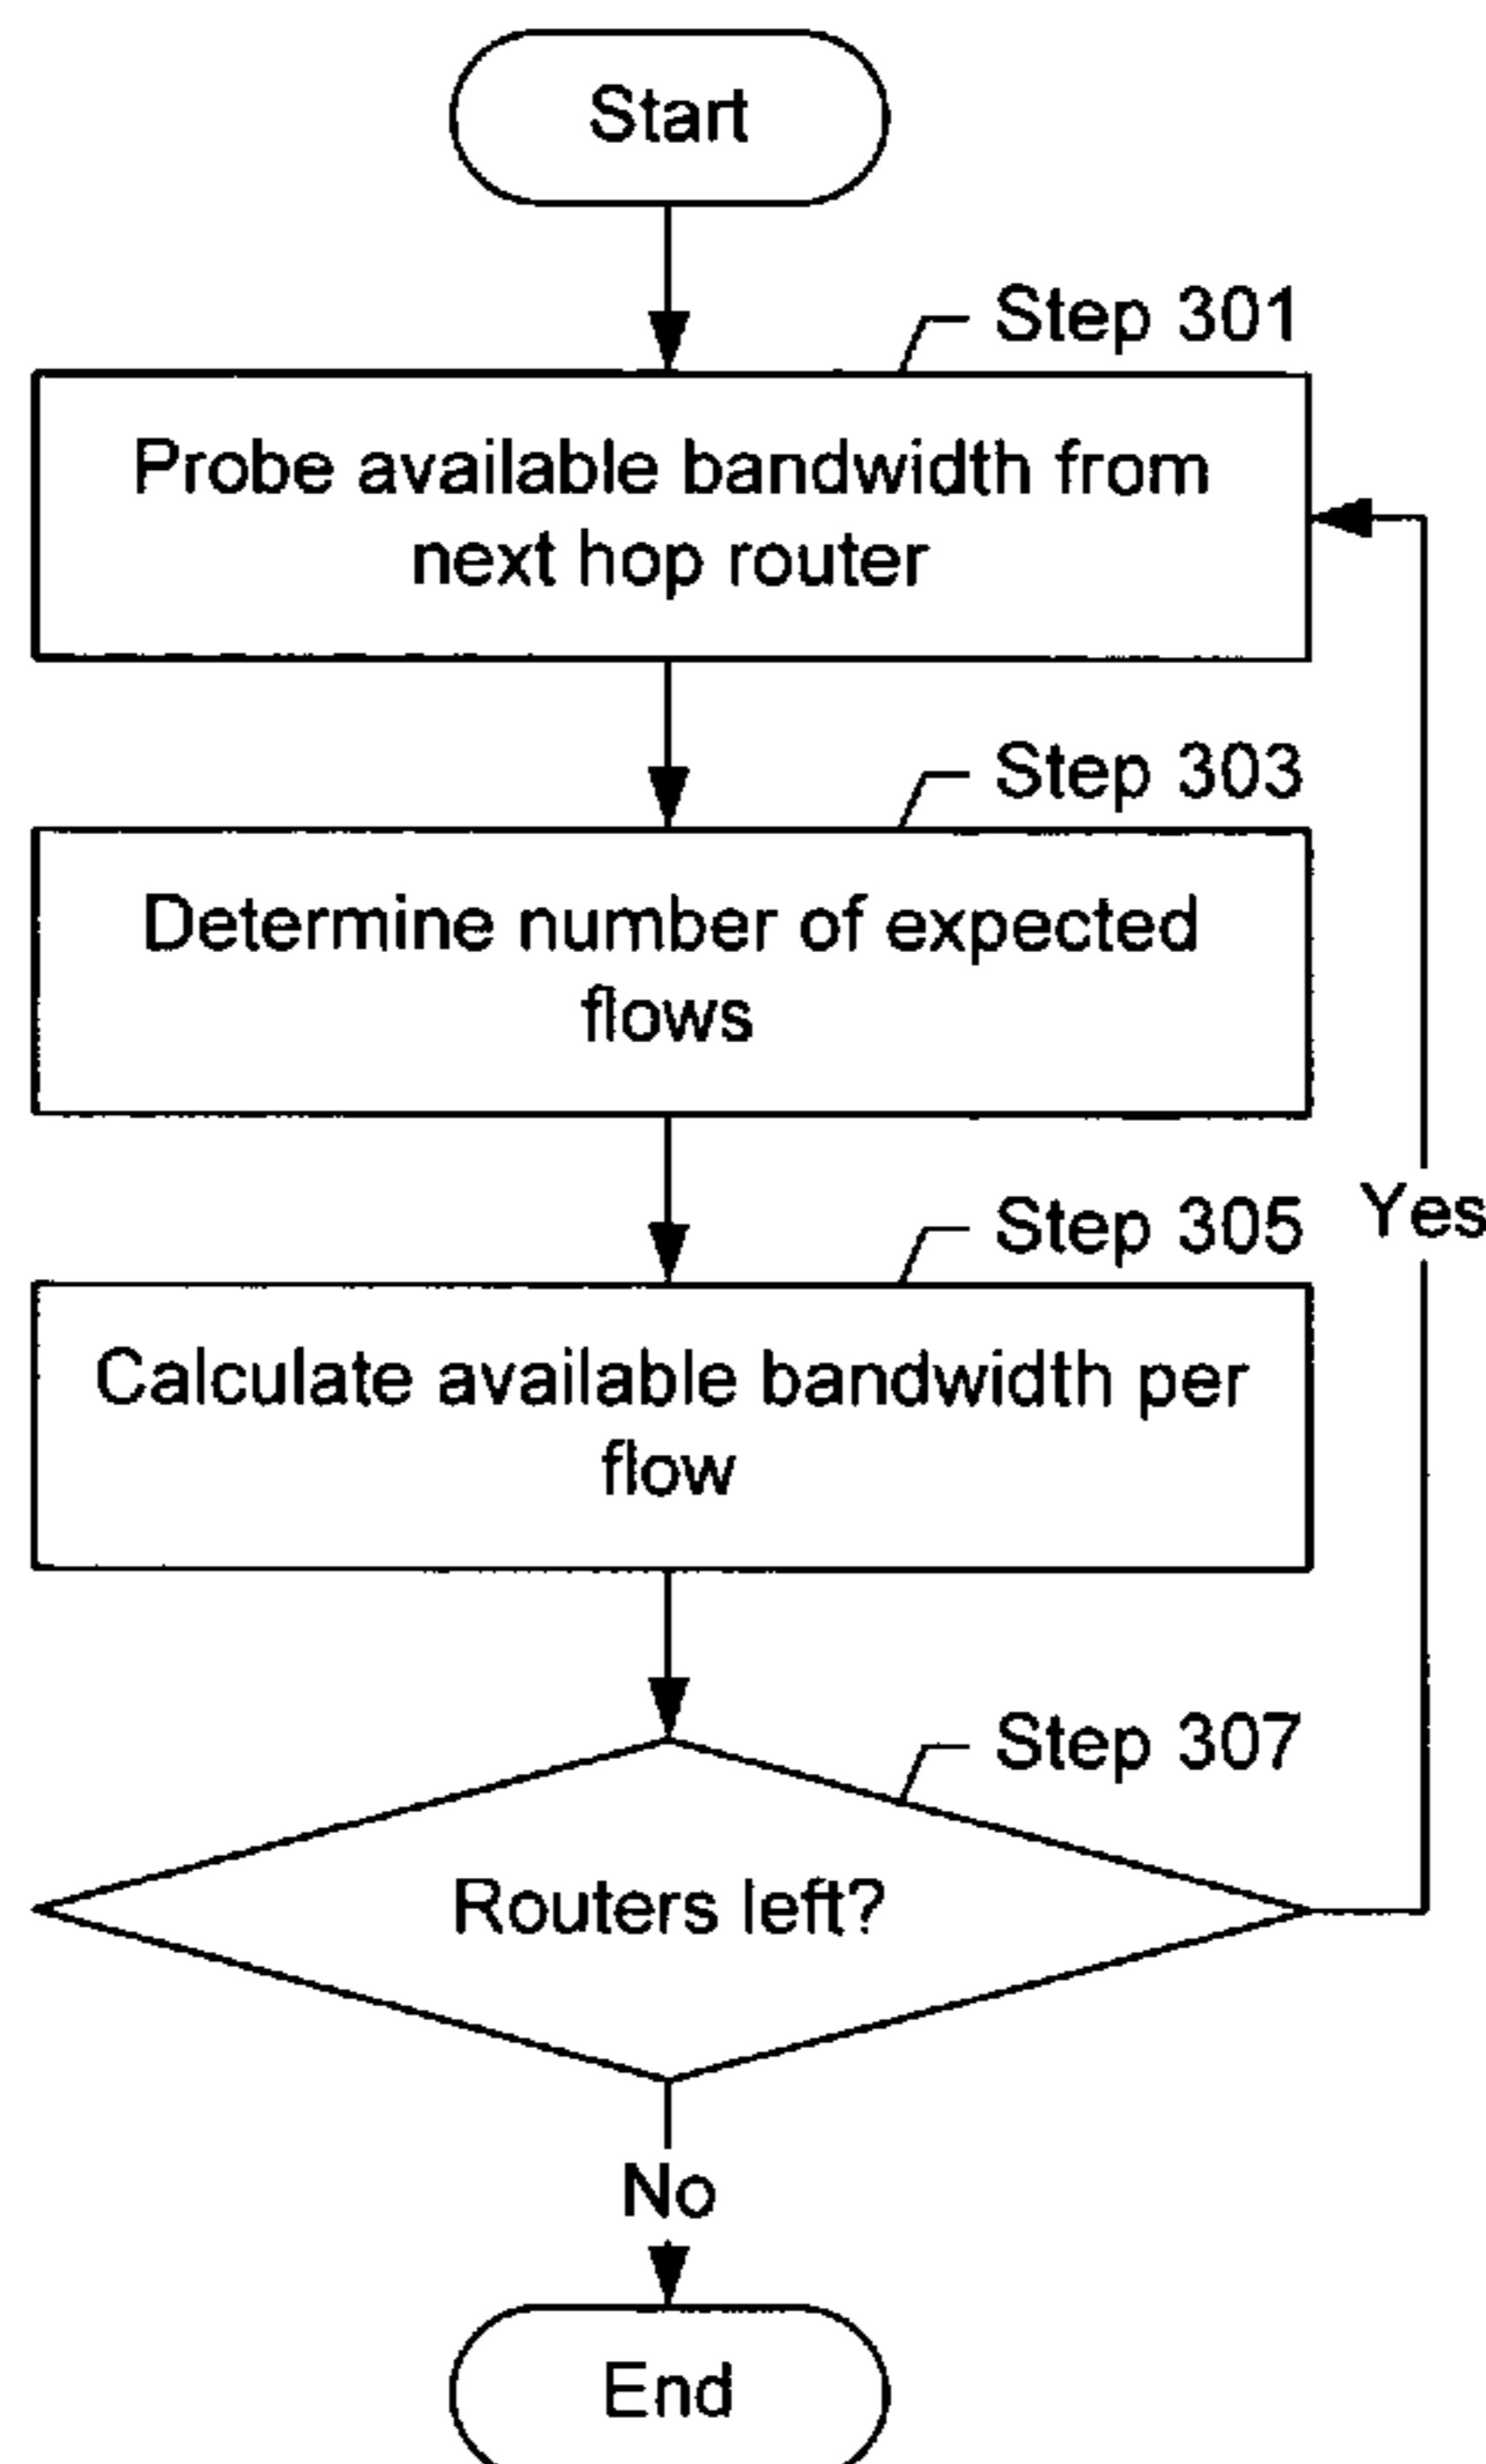 Start
Step 301
Probe available bandwidth from
next hop router
Step 303
Determine number of expected
flows
Step 305
Yes
Calculate available bandwidth per
flow
Step 307
Routers left?
No
End